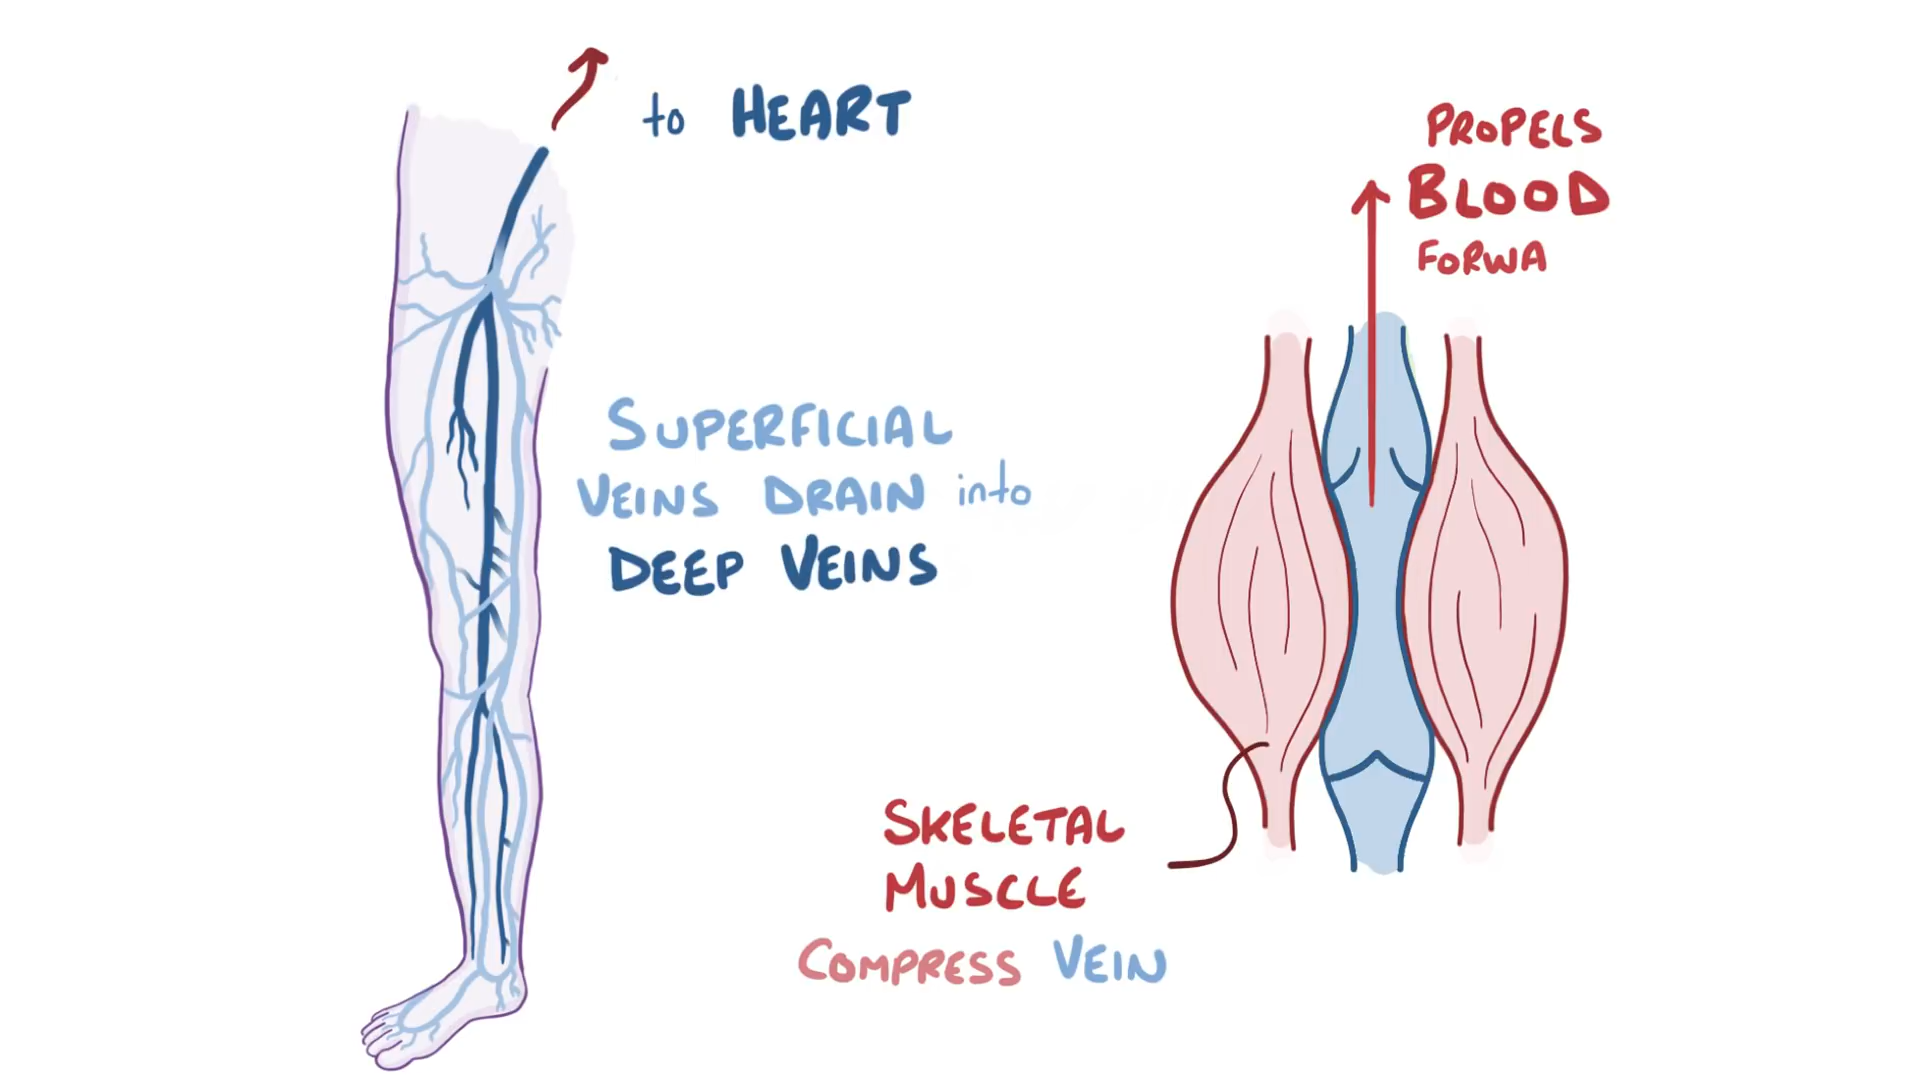 to HEART
SUPERFICIAL
VEINS DRAIN into
DEEP VEINS
PROPELS
BLOOD
FORWA
SKELETAL
MUSCLE
COMPRESS VEIN